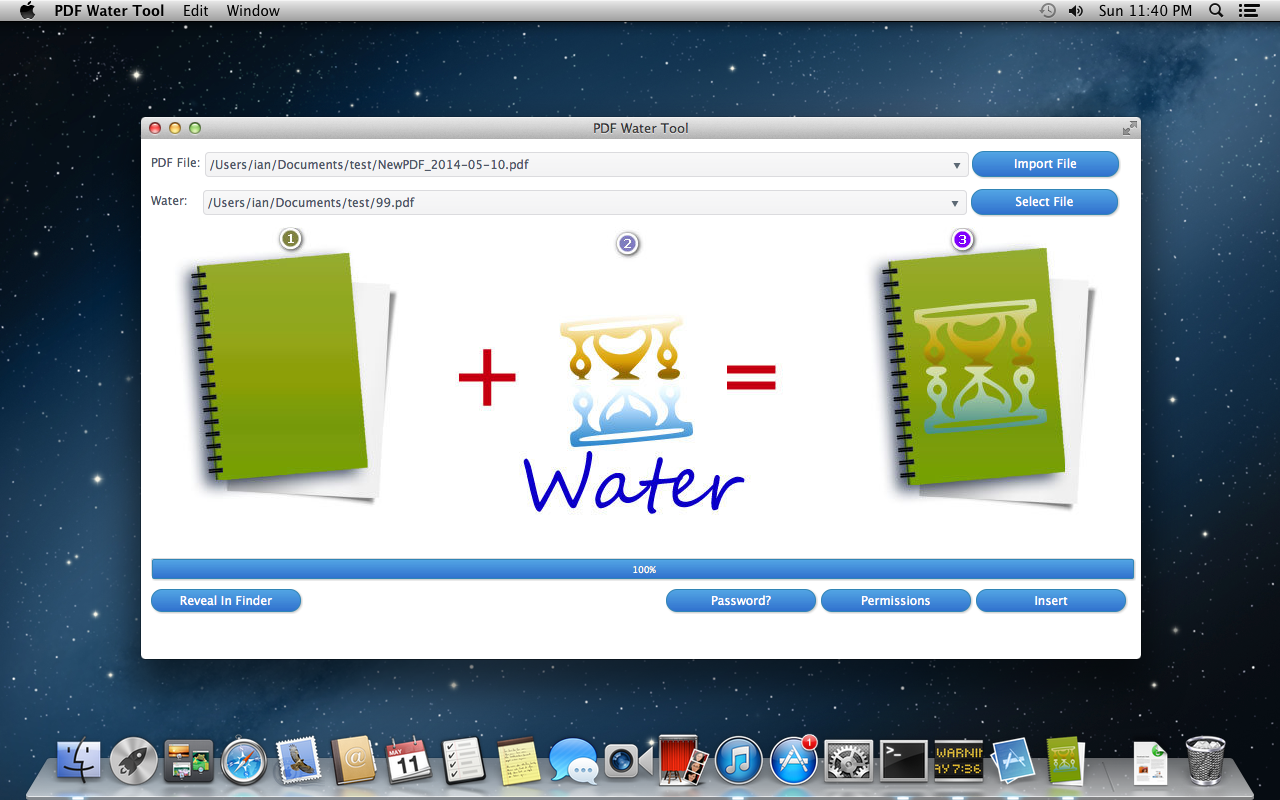 PDF Water Tool Edit Window Sun 11:40 PM
PDF Water Tool
PDF File: /Users/ian/Documents/test/NewPDF_2014-05-10.pdf Import File
Water: /Users/ian/Documents/test/99.pdf Select File
1 2 3
+ =
Water
100%
Reveal In Finder Password? Permissions Insert
MAY
11
1
>_
WARNIN
AY 7:36